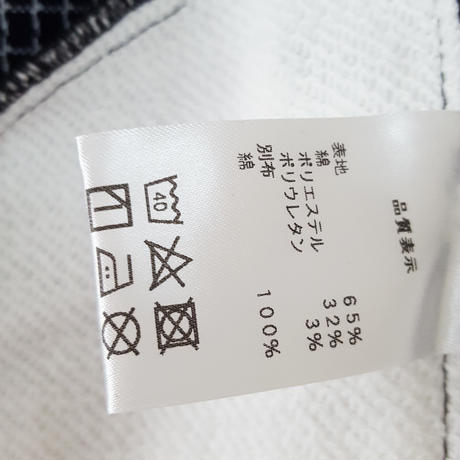 品質表示
表地
綿 65%
ポリエステル 32%
ポリウレタン 3%
別布
綿 100%
40